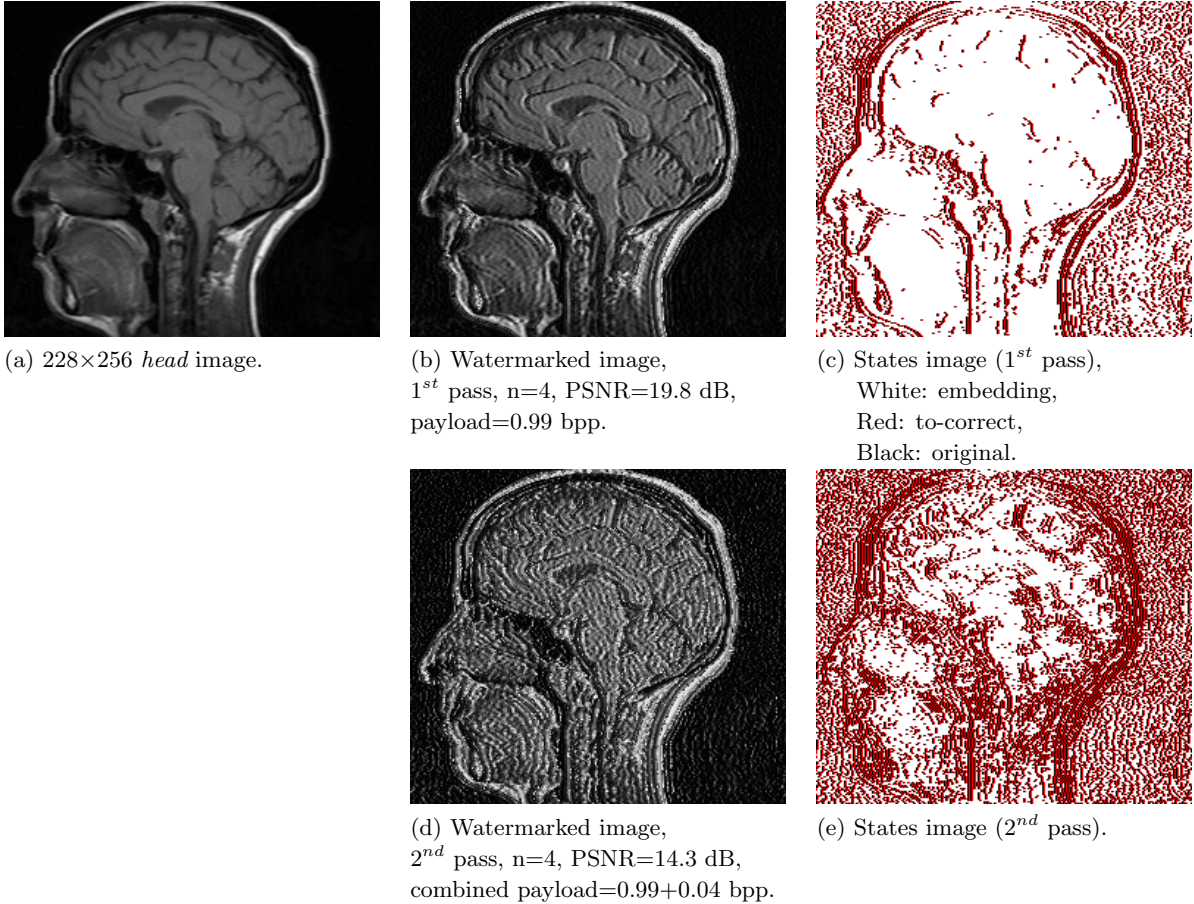 (a) 228×256 head image.
(b) Watermarked image,
1st pass, n=4, PSNR=19.8 dB,
payload=0.99 bpp.
(c) States image (1st pass),
White: embedding,
Red: to-correct,
Black: original.
(d) Watermarked image,
2nd pass, n=4, PSNR=14.3 dB,
combined payload=0.99+0.04 bpp.
(e) States image (2nd pass).